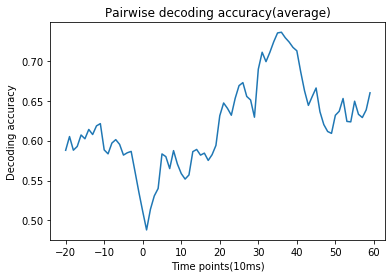 Pairwise decoding accuracy(average)
Decoding accuracy
0.70
0.65
0.60
0.55
0.50
−20 −10 0 10 20 30 40 50 60
Time points(10ms)